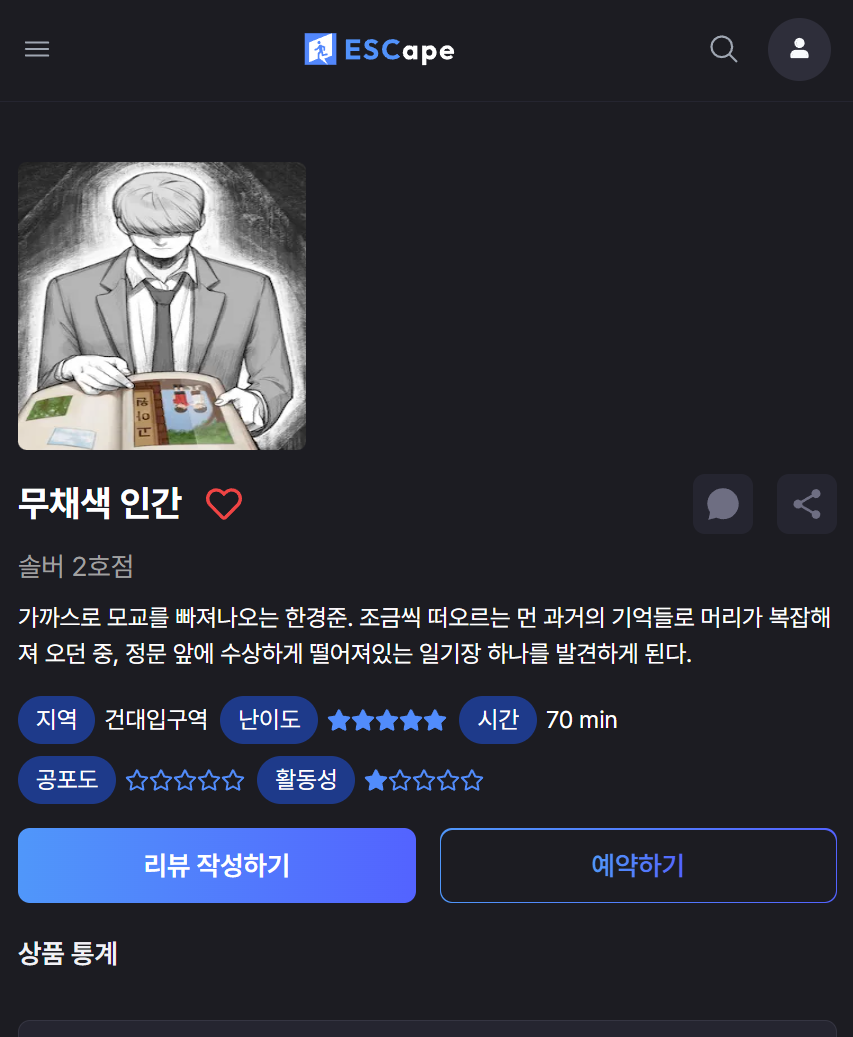 ESCape
무채색 인간
솔버 2호점
가까스로 모교를 빠져나오는 한경준. 조금씩 떠오르는 먼 과거의 기억들로 머리가 복잡해
져 오던 중, 정문 앞에 수상하게 떨어져있는 일기장 하나를 발견하게 된다.
지역 건대입구역 난이도 시간 70 min
공포도 활동성
리뷰 작성하기 예약하기
상품 통계